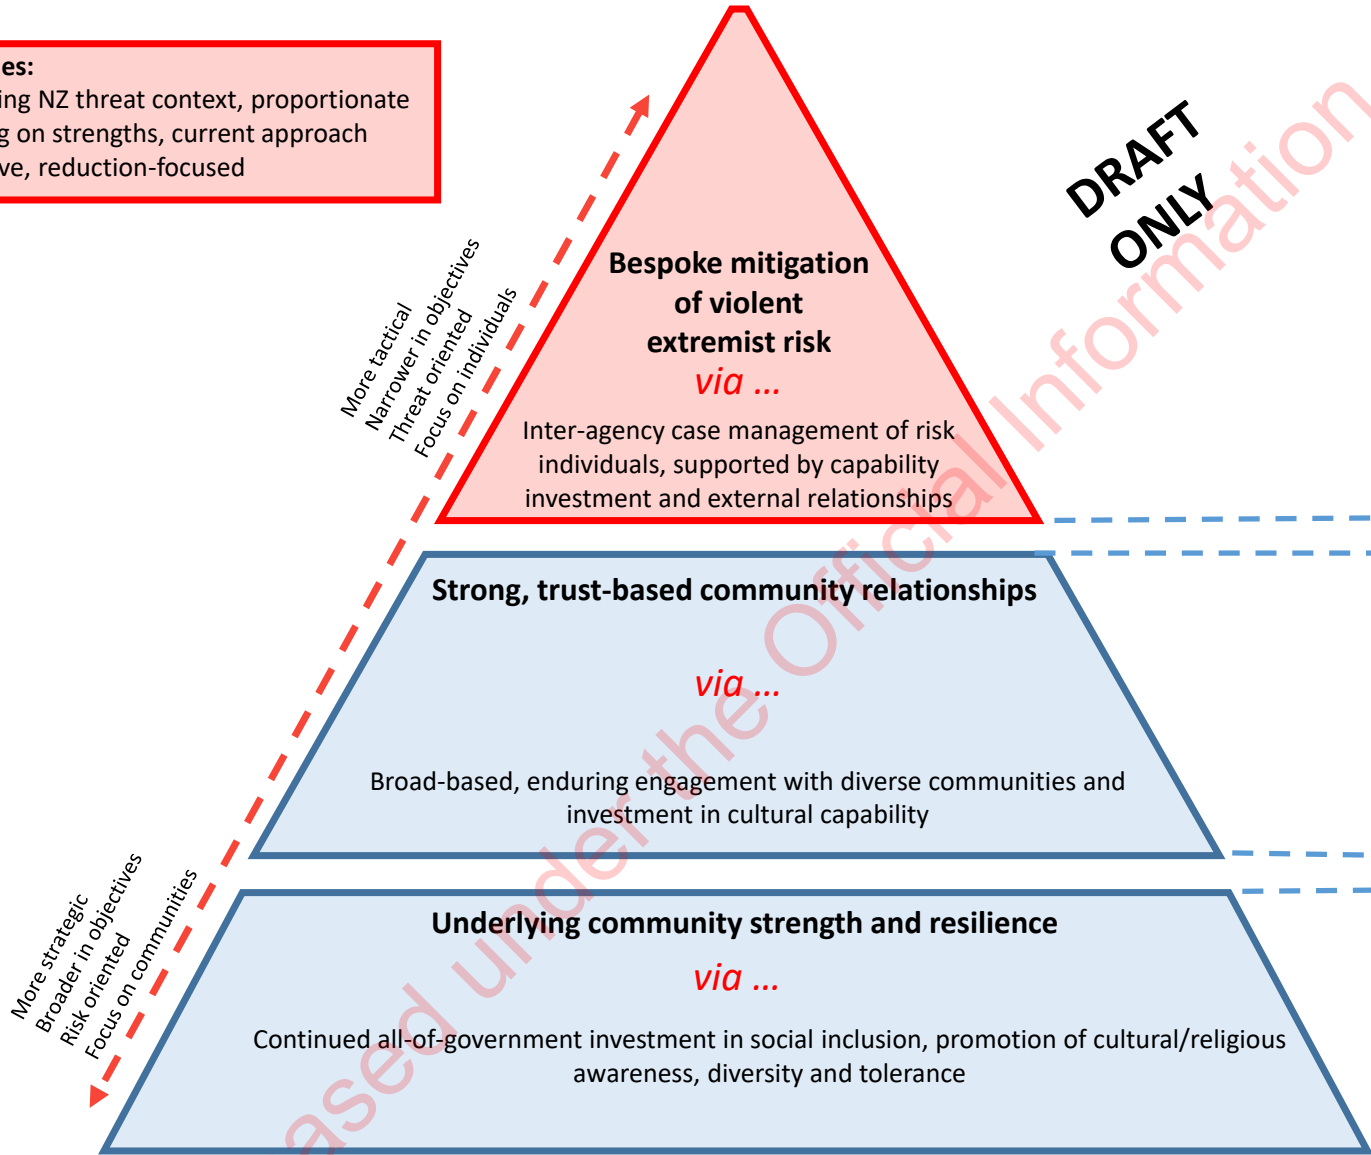 es:
ing NZ threat context, proportionate
g on strengths, current approach
ve, reduction-focused
DRAFT
ONLY
More tactical
Narrower in objectives
Threat oriented
Focus on individuals
Bespoke mitigation
of violent
extremist risk
via ...
Inter-agency case management of risk
individuals, supported by capability
investment and external relationships
Strong, trust-based community relationships
via ...
Broad-based, enduring engagement with diverse communities and
investment in cultural capability
More strategic
Broader in objectives
Risk oriented
Focus on communities
Underlying community strength and resilience
via ...
Continued all-of-government investment in social inclusion, promotion of cultural/religious
awareness, diversity and tolerance
ased under the Official Information